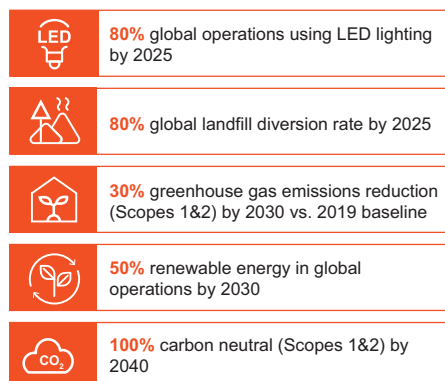 LED
80% global operations using LED lighting
by 2025
80% global landfill diversion rate by 2025
30% greenhouse gas emissions reduction
(Scopes 1&2) by 2030 vs. 2019 baseline
50% renewable energy in global
operations by 2030
CO₂
100% carbon neutral (Scopes 1&2) by
2040